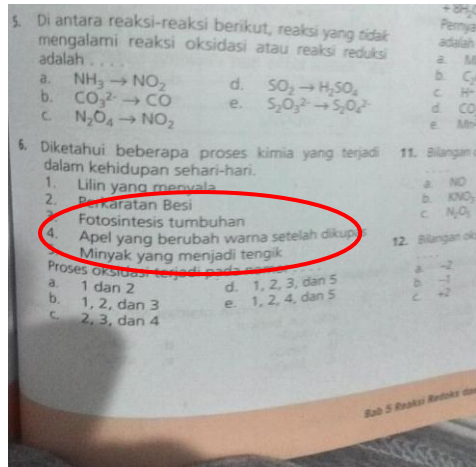 5. Di antara reaksi-reaksi berikut, reaksi yang tidak
mengalami reaksi oksidasi atau reaksi reduksi
adalah . . . .
a. NH₃ → NO₂
b. CO₃²⁻ → CO
c. N₂O₄ → NO₂
d. SO₂ → H₂SO₄
e. S₂O₃²⁻ → S₂O₄²⁻
6. Diketahui beberapa proses kimia yang terjadi
dalam kehidupan sehari-hari.
1. Lilin yang menyala
2. Perkaratan Besi
3. Fotosintesis tumbuhan
4. Apel yang berubah warna setelah dikupas
5. Minyak yang menjadi tengik
Proses oksidasi terjadi pada nomor . . . .
a. 1 dan 2
b. 1, 2, dan 3
c. 2, 3, dan 4
d. 1, 2, 3, dan 5
e. 1, 2, 4, dan 5
adalah
a.
b.
c.
d. CO
e.
11. Bilangan
a. NO
b. KNO₃
c. N₂O
12. Bilangan
a. −2
b. −1
c. +2
Bab 5 Reaksi Redoks